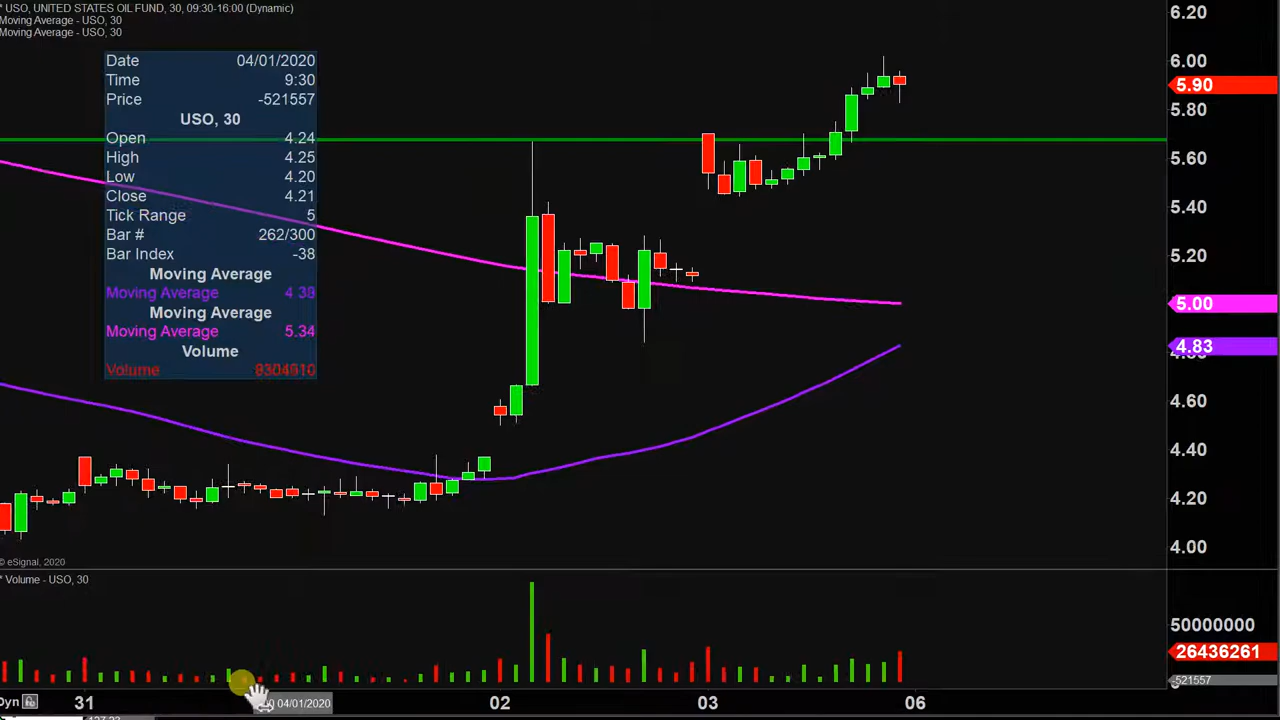 * USO, UNITED STATES OIL FUND, 30, 09:30-16:00 (Dynamic)
Moving Average - USO, 30
Moving Average - USO, 30
Date 04/01/2020
Time 9:30
Price -521557
USO, 30
Open 4.24
High 4.25
Low 4.20
Close 4.21
Tick Range 5
Bar # 262/300
Bar Index -38
Moving Average
Moving Average 4.38
Moving Average
Moving Average 5.34
Volume
Volume 8304510
6.20
6.00
5.90
5.80
5.60
5.40
5.20
5.00
4.83
4.60
4.40
4.20
4.00
© eSignal, 2020
* Volume - USO, 30
50000000
26436261
-521557
Dyn 31 04/01/2020 02 03 06